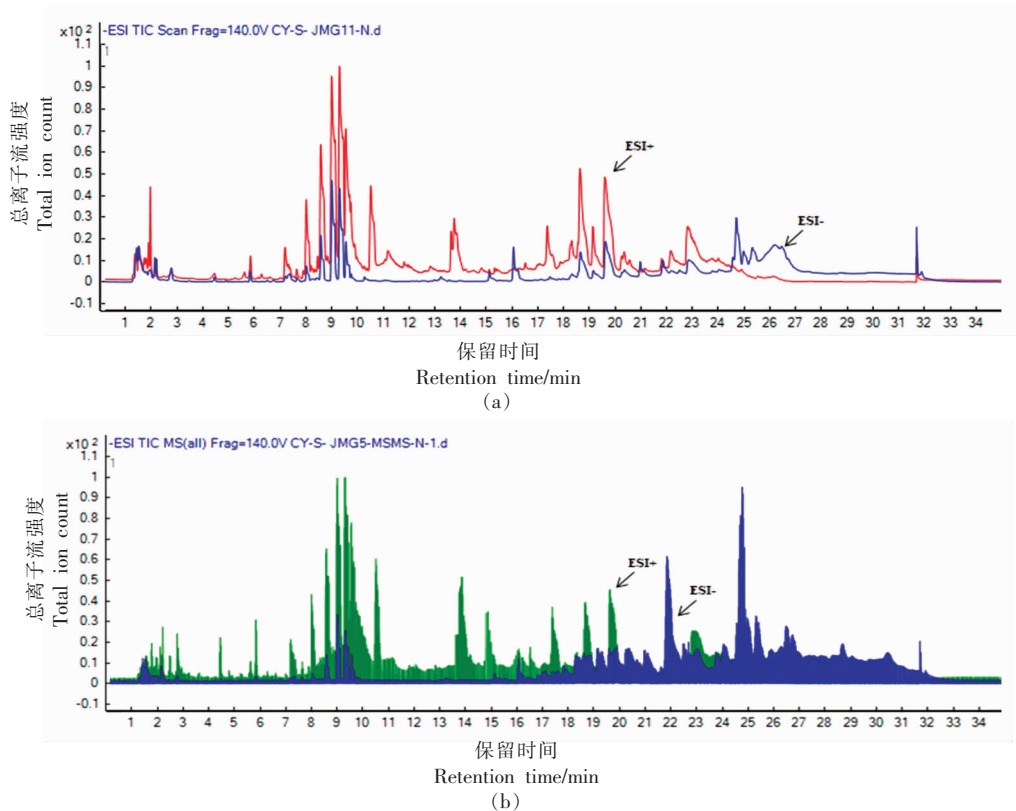 ×10 2 -ESI TIC Scan Frag=140.0V CY-S- JMG11-N.d
1.1
1
1
0.9
0.8
0.7
0.6
0.5
0.4
0.3
0.2
0.1
0
-0.1
总离子流强度
Total ion count
ESI+
ESI-
1 2 3 4 5 6 7 8 9 10 11 12 13 14 15 16 17 18 19 20 21 22 23 24 25 26 27 28 29 30 31 32 33 34
保留时间
Retention time/min
(a)
×10 2 -ESI TIC MS(all) Frag=140.0V CY-S- JMG5-MSMS-N-1.d
1.1
1
1
0.9
0.8
0.7
0.6
0.5
0.4
0.3
0.2
0.1
0
-0.1
总离子流强度
Total ion count
ESI+
ESI-
1 2 3 4 5 6 7 8 9 10 11 12 13 14 15 16 17 18 19 20 21 22 23 24 25 26 27 28 29 30 31 32 33 34
保留时间
Retention time/min
(b)